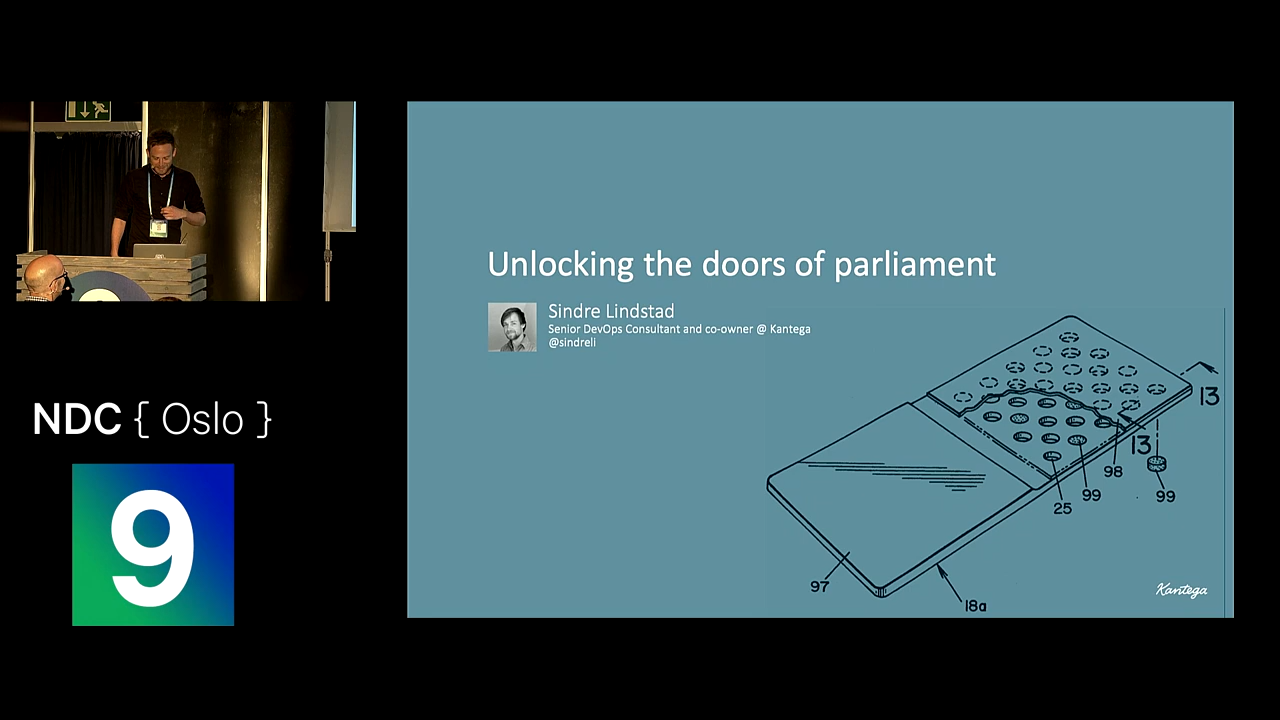 Unlocking the doors of parliament
Sindre Lindstad
Senior DevOps Consultant and co-owner @ Kantega
@sindreli
13
13
98
99
99
25
97
18a
Kantega
NDC { Oslo }
9